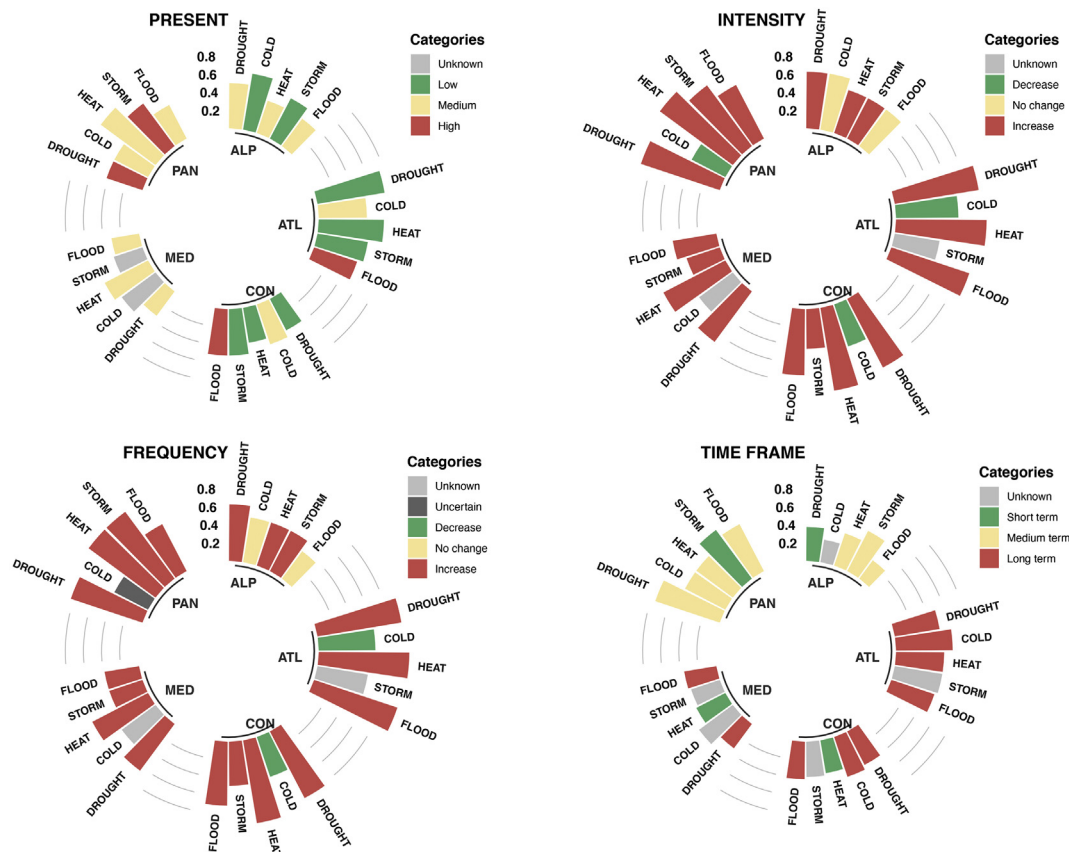 PRESENT
Categories
Unknown
Low
Medium
High
0.8
0.6
0.4
0.2
DROUGHT
COLD
HEAT
STORM
FLOOD
ALP
DROUGHT
COLD
HEAT
STORM
FLOOD
ATL
DROUGHT
COLD
HEAT
STORM
FLOOD
CON
DROUGHT
COLD
HEAT
STORM
FLOOD
MED
DROUGHT
COLD
HEAT
STORM
FLOOD
PAN
INTENSITY
Categories
Unknown
Decrease
No change
Increase
0.8
0.6
0.4
0.2
DROUGHT
COLD
HEAT
STORM
FLOOD
ALP
DROUGHT
COLD
HEAT
STORM
FLOOD
ATL
DROUGHT
COLD
HEAT
STORM
FLOOD
CON
DROUGHT
COLD
HEAT
STORM
FLOOD
MED
DROUGHT
COLD
HEAT
STORM
FLOOD
PAN
FREQUENCY
Categories
Unknown
Uncertain
Decrease
No change
Increase
0.8
0.6
0.4
0.2
DROUGHT
COLD
HEAT
STORM
FLOOD
ALP
DROUGHT
COLD
HEAT
STORM
FLOOD
ATL
DROUGHT
COLD
HEAT
STORM
FLOOD
CON
DROUGHT
COLD
HEAT
STORM
FLOOD
MED
DROUGHT
COLD
HEAT
STORM
FLOOD
PAN
TIME FRAME
Categories
Unknown
Short term
Medium term
Long term
0.8
0.6
0.4
0.2
DROUGHT
COLD
HEAT
STORM
FLOOD
ALP
DROUGHT
COLD
HEAT
STORM
FLOOD
ATL
DROUGHT
COLD
HEAT
STORM
FLOOD
CON
DROUGHT
COLD
HEAT
STORM
FLOOD
MED
DROUGHT
COLD
HEAT
STORM
FLOOD
PAN